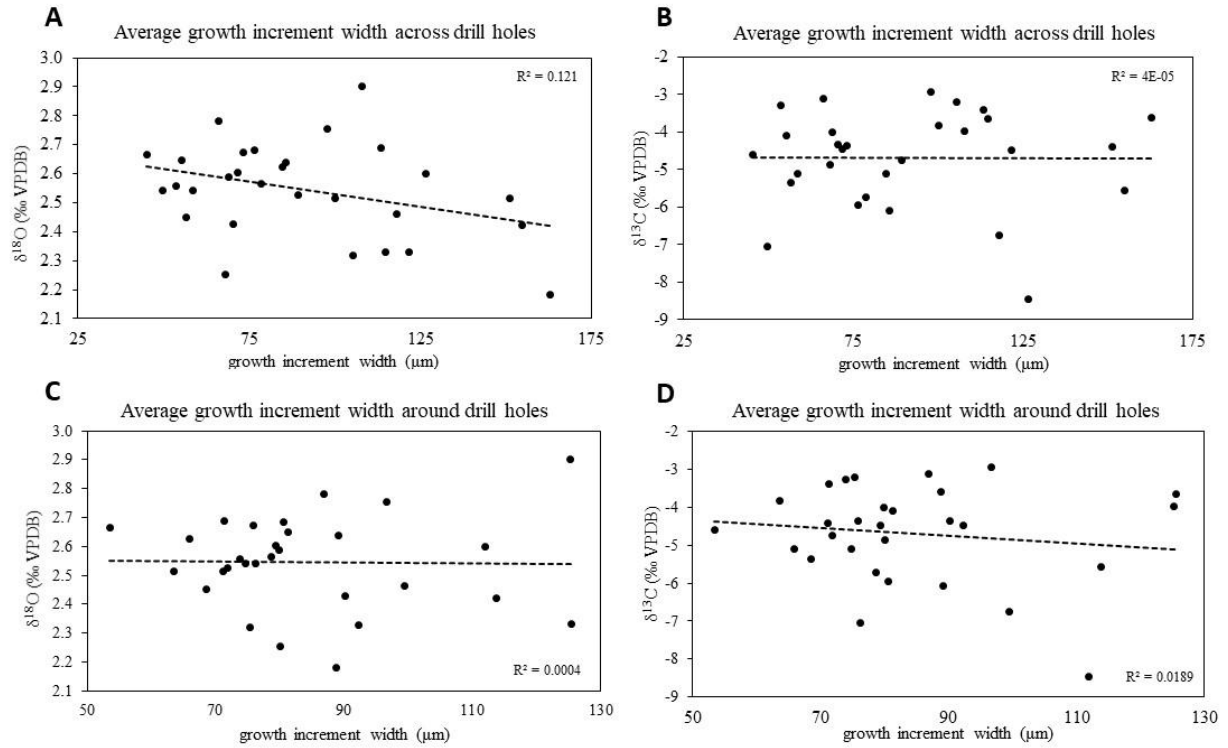 A
Average growth increment width across drill holes
R² = 0.121
δ¹⁸O (‰ VPDB)
3.0
2.9
2.8
2.7
2.6
2.5
2.4
2.3
2.2
2.1
25
75
125
175
growth increment width (µm)
B
Average growth increment width across drill holes
R² = 4E-05
δ¹³C (‰ VPDB)
-2
-3
-4
-5
-6
-7
-8
-9
25
75
125
175
growth increment width (µm)
C
Average growth increment width around drill holes
δ¹⁸O (‰ VPDB)
3.0
2.9
2.8
2.7
2.6
2.5
2.4
2.3
2.2
2.1
R² = 0.0004
50
70
90
110
130
growth increment width (µm)
D
Average growth increment width around drill holes
δ¹³C (‰ VPDB)
-2
-3
-4
-5
-6
-7
-8
-9
R² = 0.0189
50
70
90
110
130
growth increment width (µm)